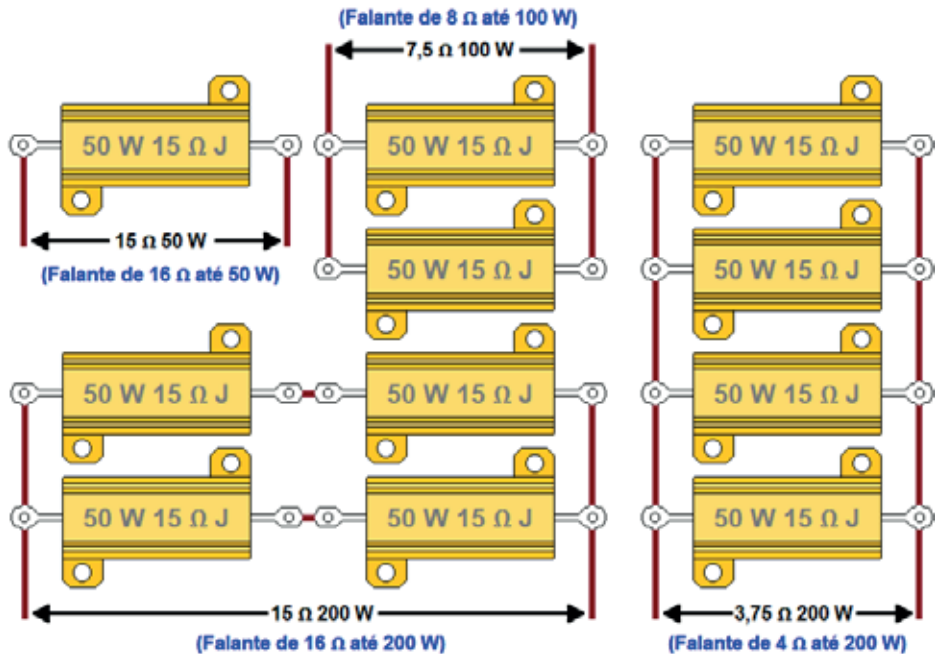 (Falante de 8 Ω até 100 W)
7,5 Ω 100 W
50 W 15 Ω J
50 W 15 Ω J
50 W 15 Ω J
15 Ω 50 W
(Falante de 16 Ω até 50 W)
50 W 15 Ω J
50 W 15 Ω J
50 W 15 Ω J
50 W 15 Ω J
50 W 15 Ω J
50 W 15 Ω J
50 W 15 Ω J
50 W 15 Ω J
15 Ω 200 W
(Falante de 16 Ω até 200 W)
3,75 Ω 200 W
(Falante de 4 Ω até 200 W)